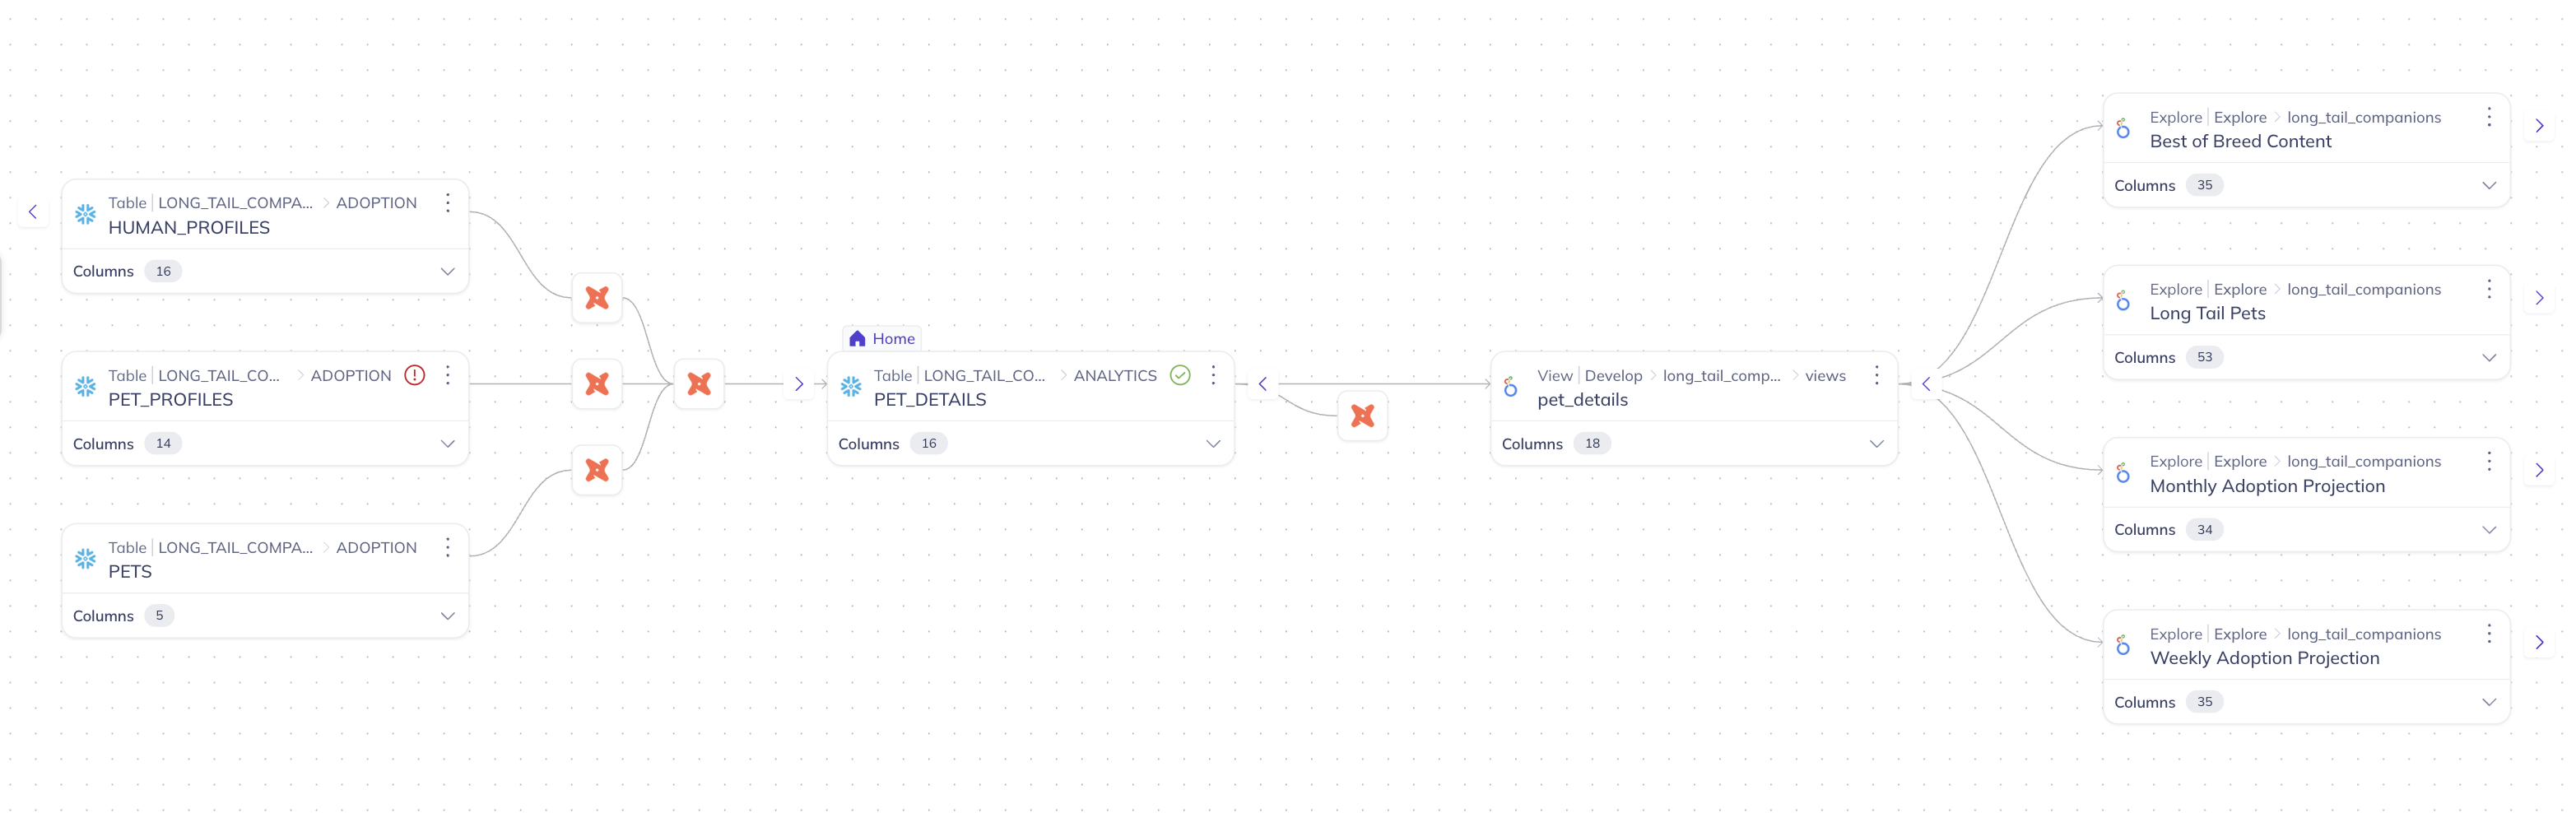 Table | LONG_TAIL_COMPA... > ADOPTION
HUMAN_PROFILES
Columns 16
Table | LONG_TAIL_CO... > ADOPTION
PET_PROFILES
Columns 14
Table | LONG_TAIL_COMPA... > ADOPTION
PETS
Columns 5
Home
Table | LONG_TAIL_CO... > ANALYTICS
PET_DETAILS
Columns 16
View | Develop > long_tail_comp... > views
pet_details
Columns 18
Explore | Explore > long_tail_companions
Best of Breed Content
Columns 35
Explore | Explore > long_tail_companions
Long Tail Pets
Columns 53
Explore | Explore > long_tail_companions
Monthly Adoption Projection
Columns 34
Explore | Explore > long_tail_companions
Weekly Adoption Projection
Columns 35